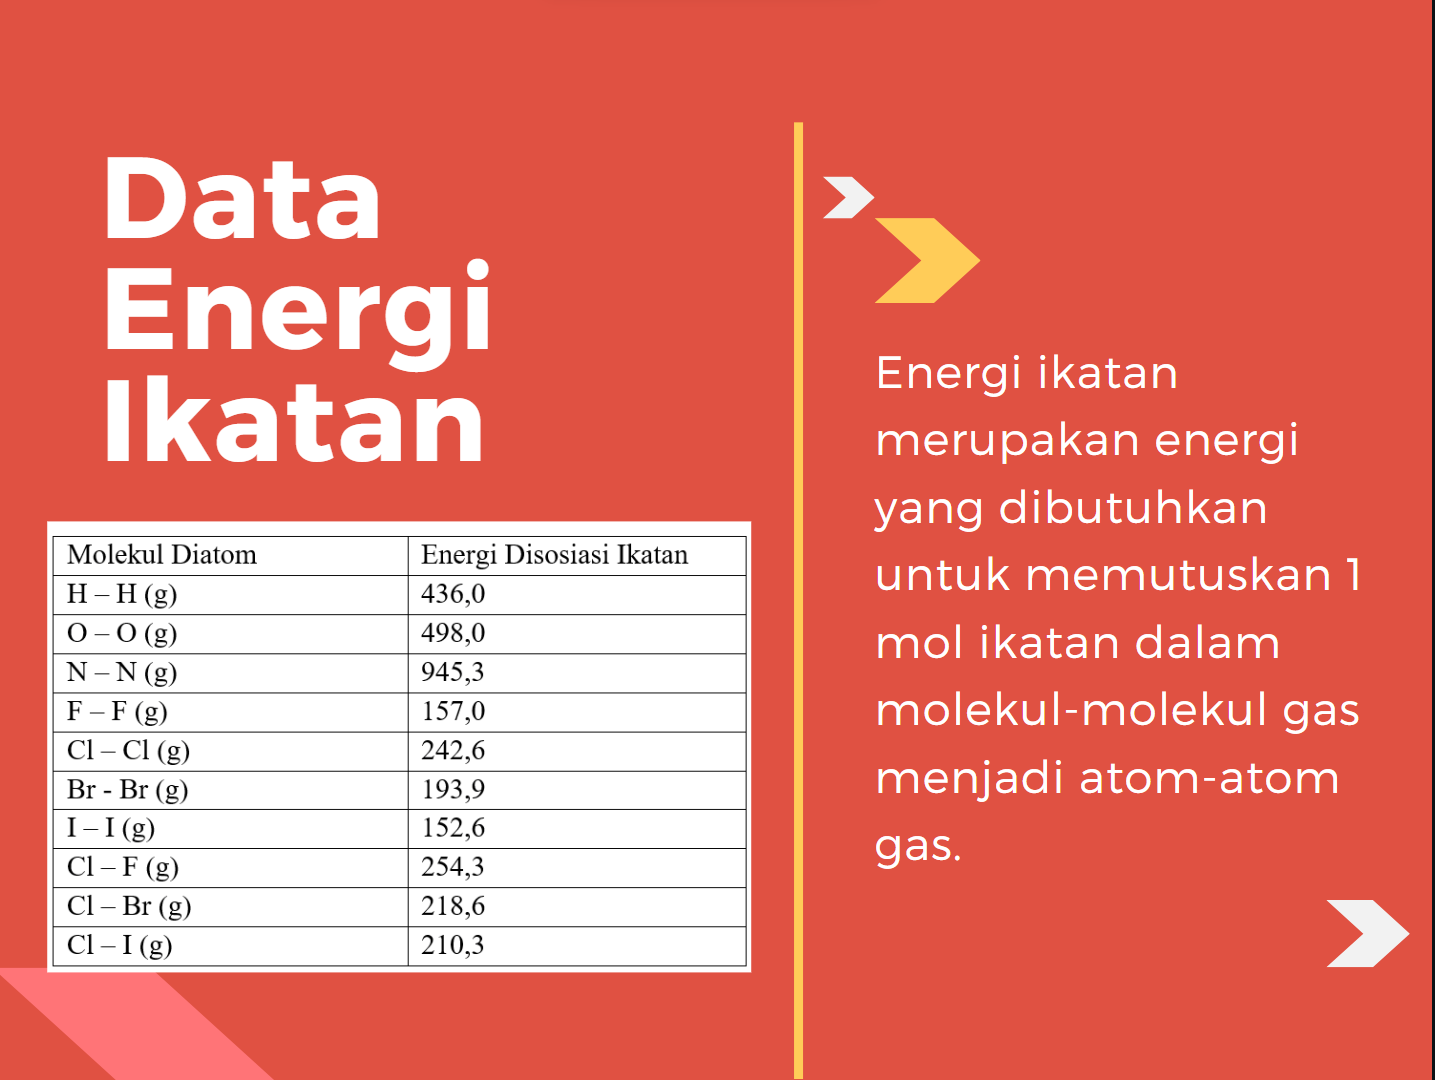 Data
Energi
Ikatan
Molekul Diatom Energi Disosiasi Ikatan
H – H (g) 436,0
O – O (g) 498,0
N – N (g) 945,3
F – F (g) 157,0
Cl – Cl (g) 242,6
Br - Br (g) 193,9
I – I (g) 152,6
Cl – F (g) 254,3
Cl – Br (g) 218,6
Cl – I (g) 210,3
Energi ikatan
merupakan energi
yang dibutuhkan
untuk memutuskan 1
mol ikatan dalam
molekul-molekul gas
menjadi atom-atom
gas.